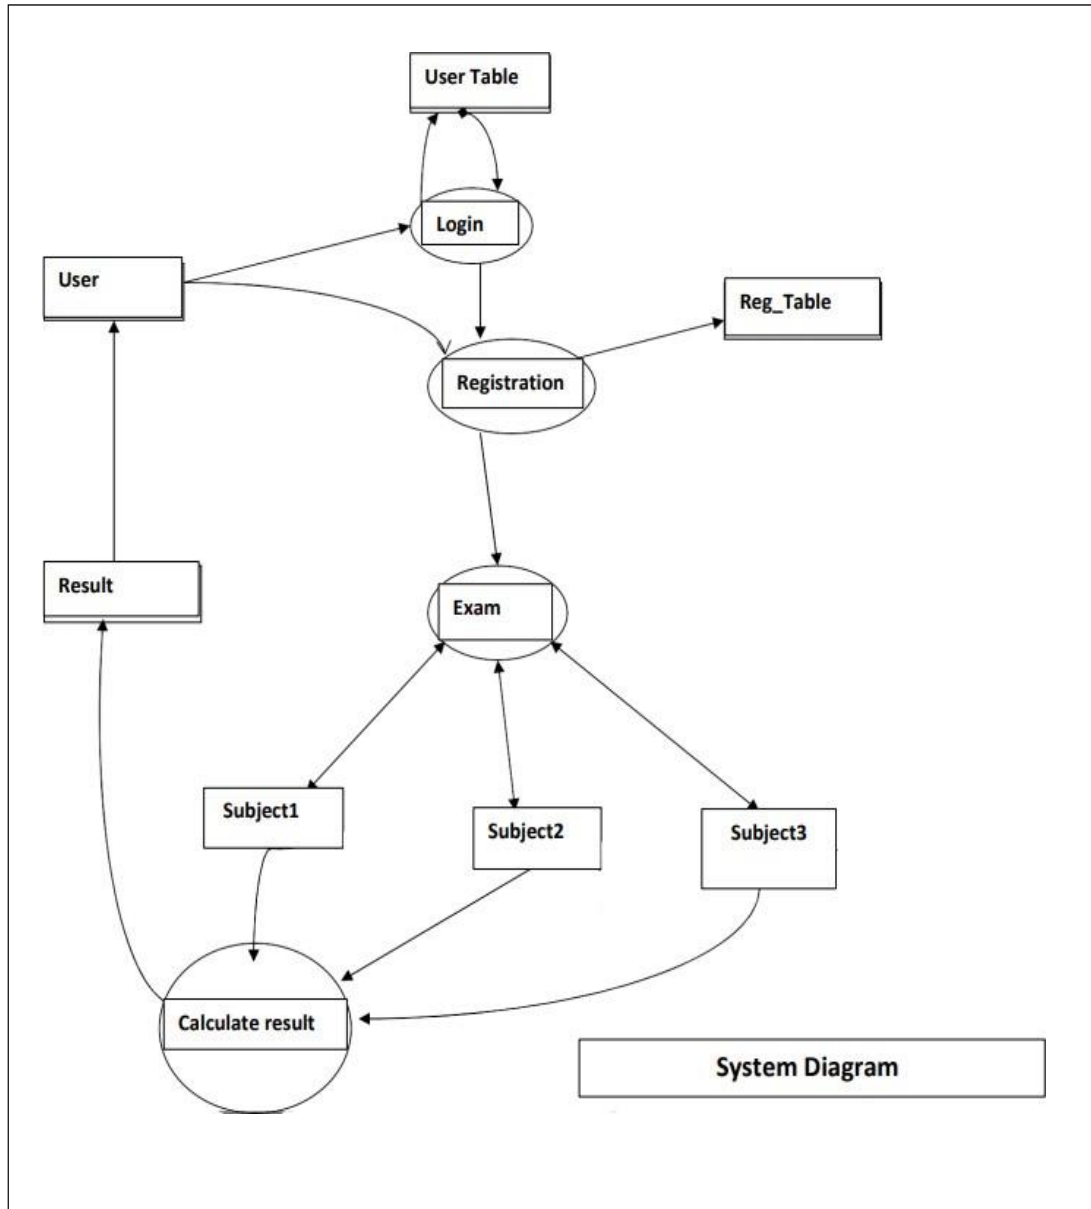 User Table
Login
User
Reg_Table
Registration
Result
Exam
Subject1
Subject2
Subject3
Calculate result
System Diagram